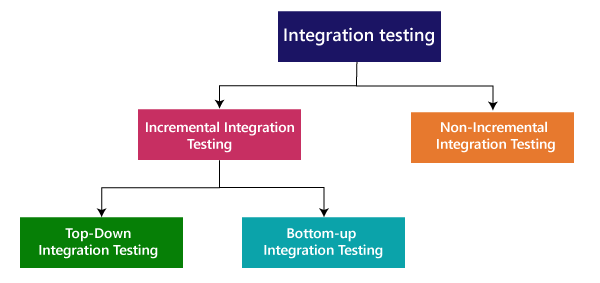 Integration testing
Incremental Integration
Testing
Non-Incremental
Integration Testing
Top-Down
Integration Testing
Bottom-up
Integration Testing